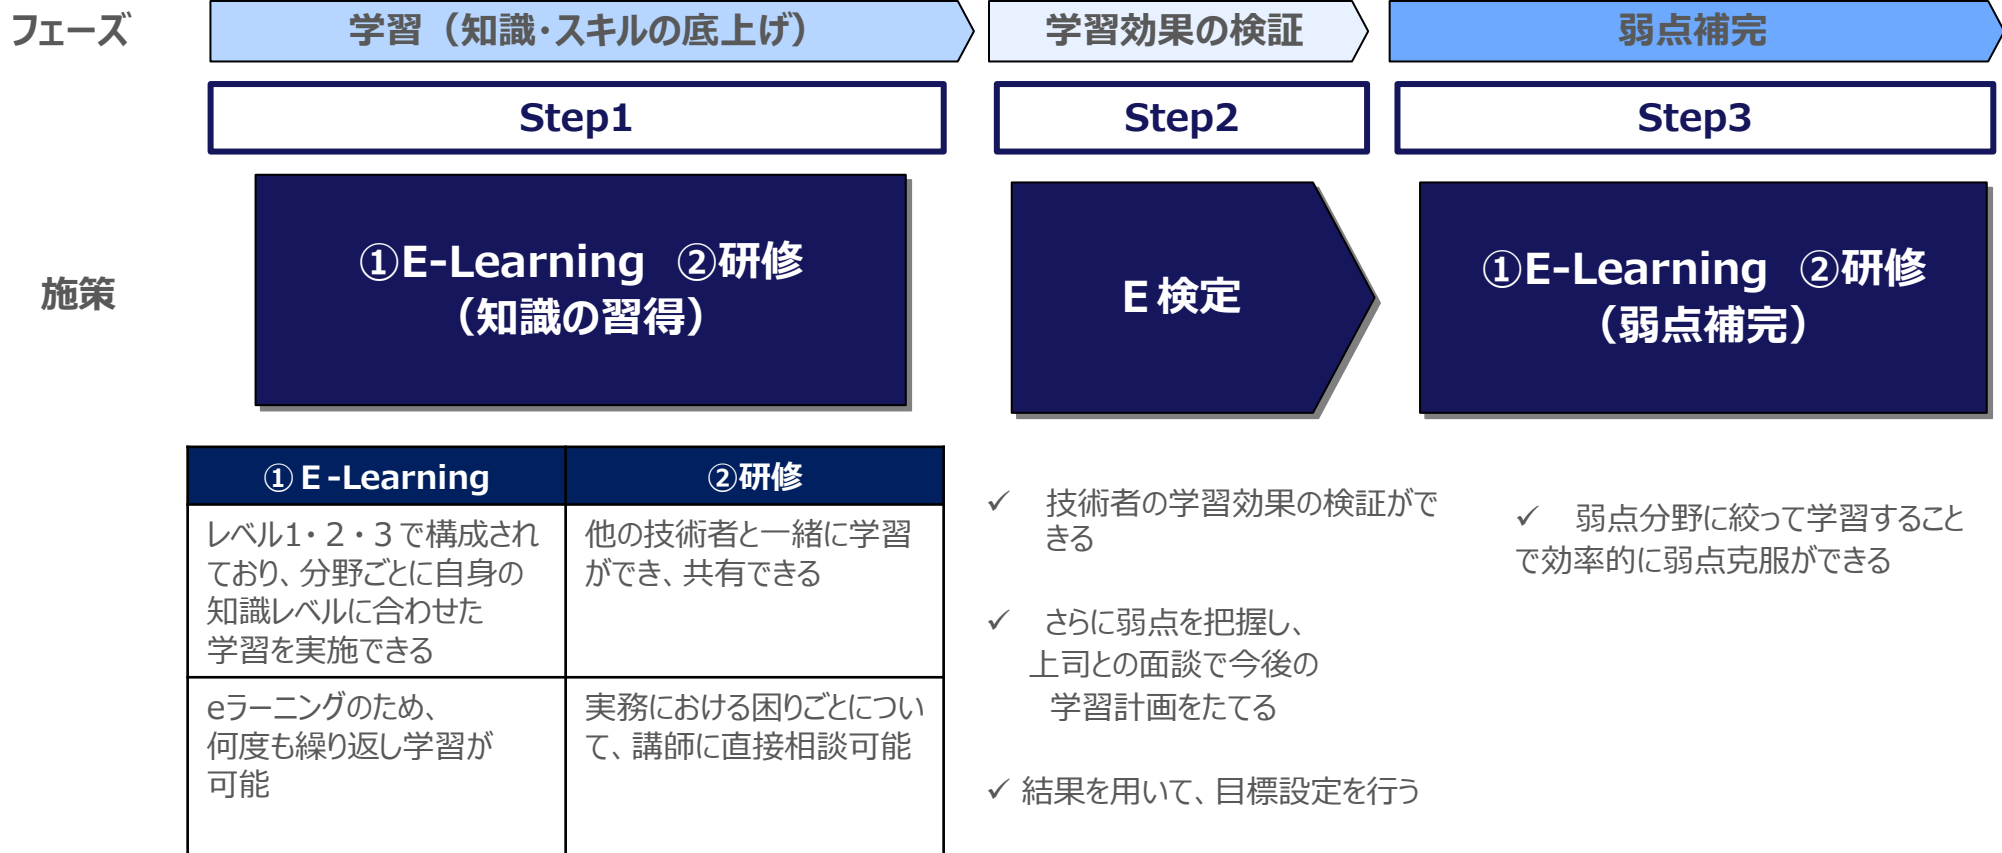 フェーズ
学習（知識･スキルの底上げ）
学習効果の検証
弱点補完
Step1
Step2
Step3
施策
①E-Learning　②研修
（知識の習得）
Ｅ検定
①E-Learning　②研修
（弱点補完）
①Ｅ-Learning
②研修
レベル1・２・３で構成され
ており、分野ごとに自身の
知識レベルに合わせた
学習を実施できる
他の技術者と一緒に学習
ができ、共有できる
eラーニングのため、
何度も繰り返し学習が
可能
実務における困りごとについ
て、講師に直接相談可能
✓　技術者の学習効果の検証がで
きる
✓　さらに弱点を把握し、
上司との面談で今後の
学習計画をたてる
✓ 結果を用いて、目標設定を行う
✓　弱点分野に絞って学習すること
で効率的に弱点克服ができる